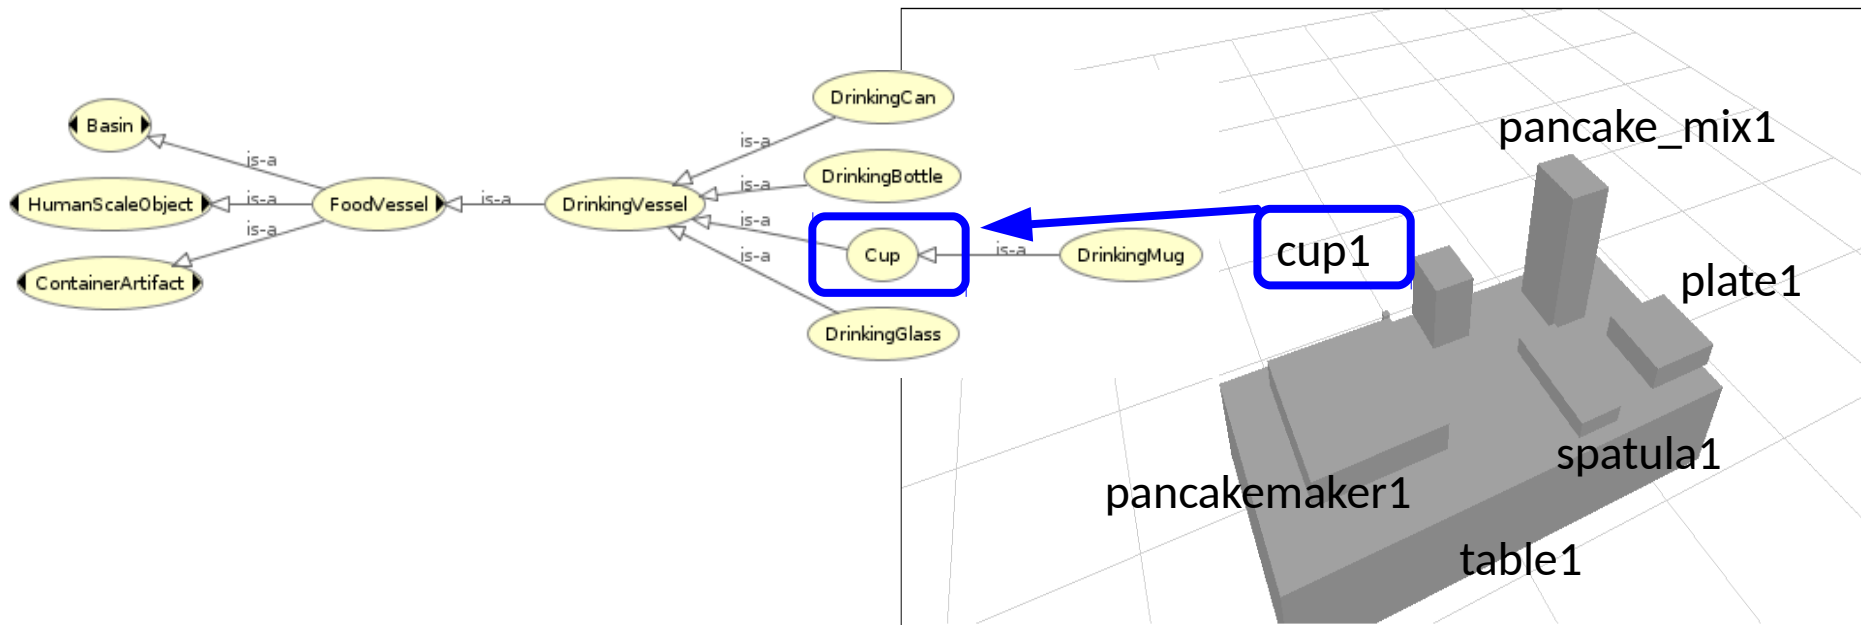 Basin
HumanScaleObject
ContainerArtifact
is-a
is-a
is-a
FoodVessel
is-a
DrinkingVessel
is-a
is-a
is-a
is-a
DrinkingCan
DrinkingBottle
Cup
DrinkingGlass
is-a
DrinkingMug
cup1
pancake_mix1
plate1
spatula1
pancakemaker1
table1